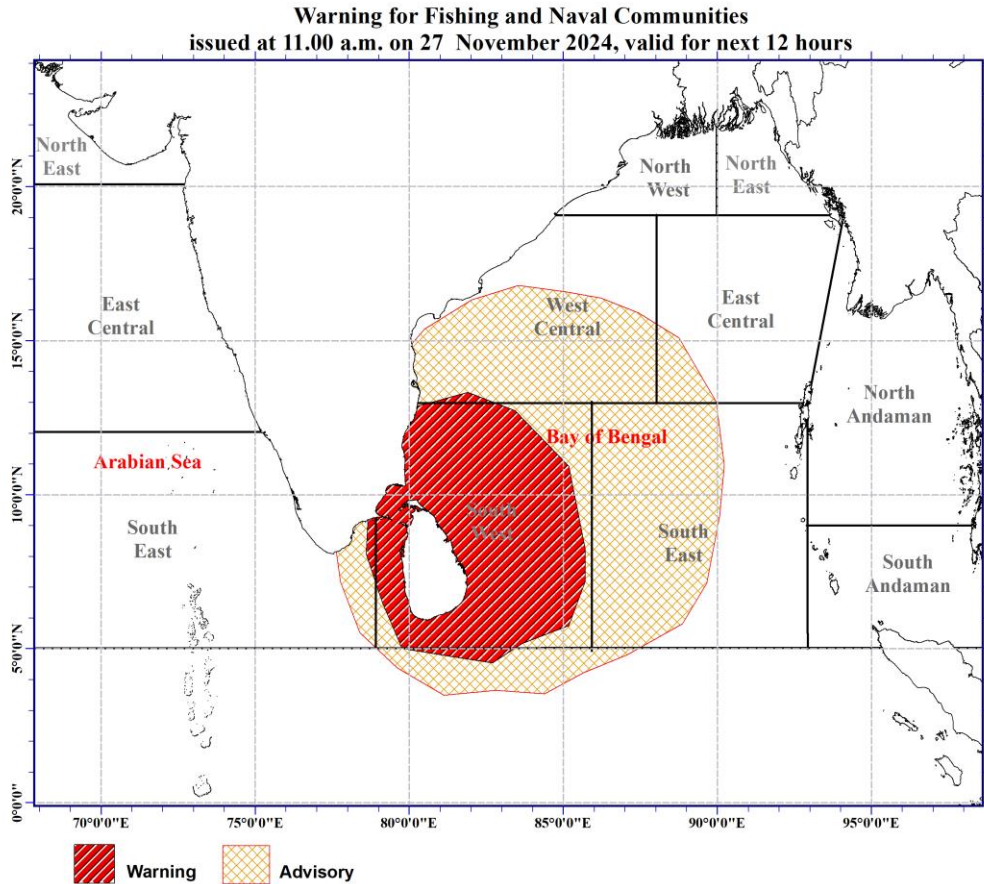 Warning for Fishing and Naval Communities
issued at 11.00 a.m. on 27 November 2024, valid for next 12 hours
North
East
North
West
North
East
20°0'0"N
East
Central
West
Central
East
Central
15°0'0"N
North
Andaman
Bay of Bengal
Arabian Sea
10°0'0"N
South
East
South
West
South
East
South
Andaman
5°0'0"N
0°0'0"
70°0'0"E
75°0'0"E
80°0'0"E
85°0'0"E
90°0'0"E
95°0'0"E
Warning
Advisory